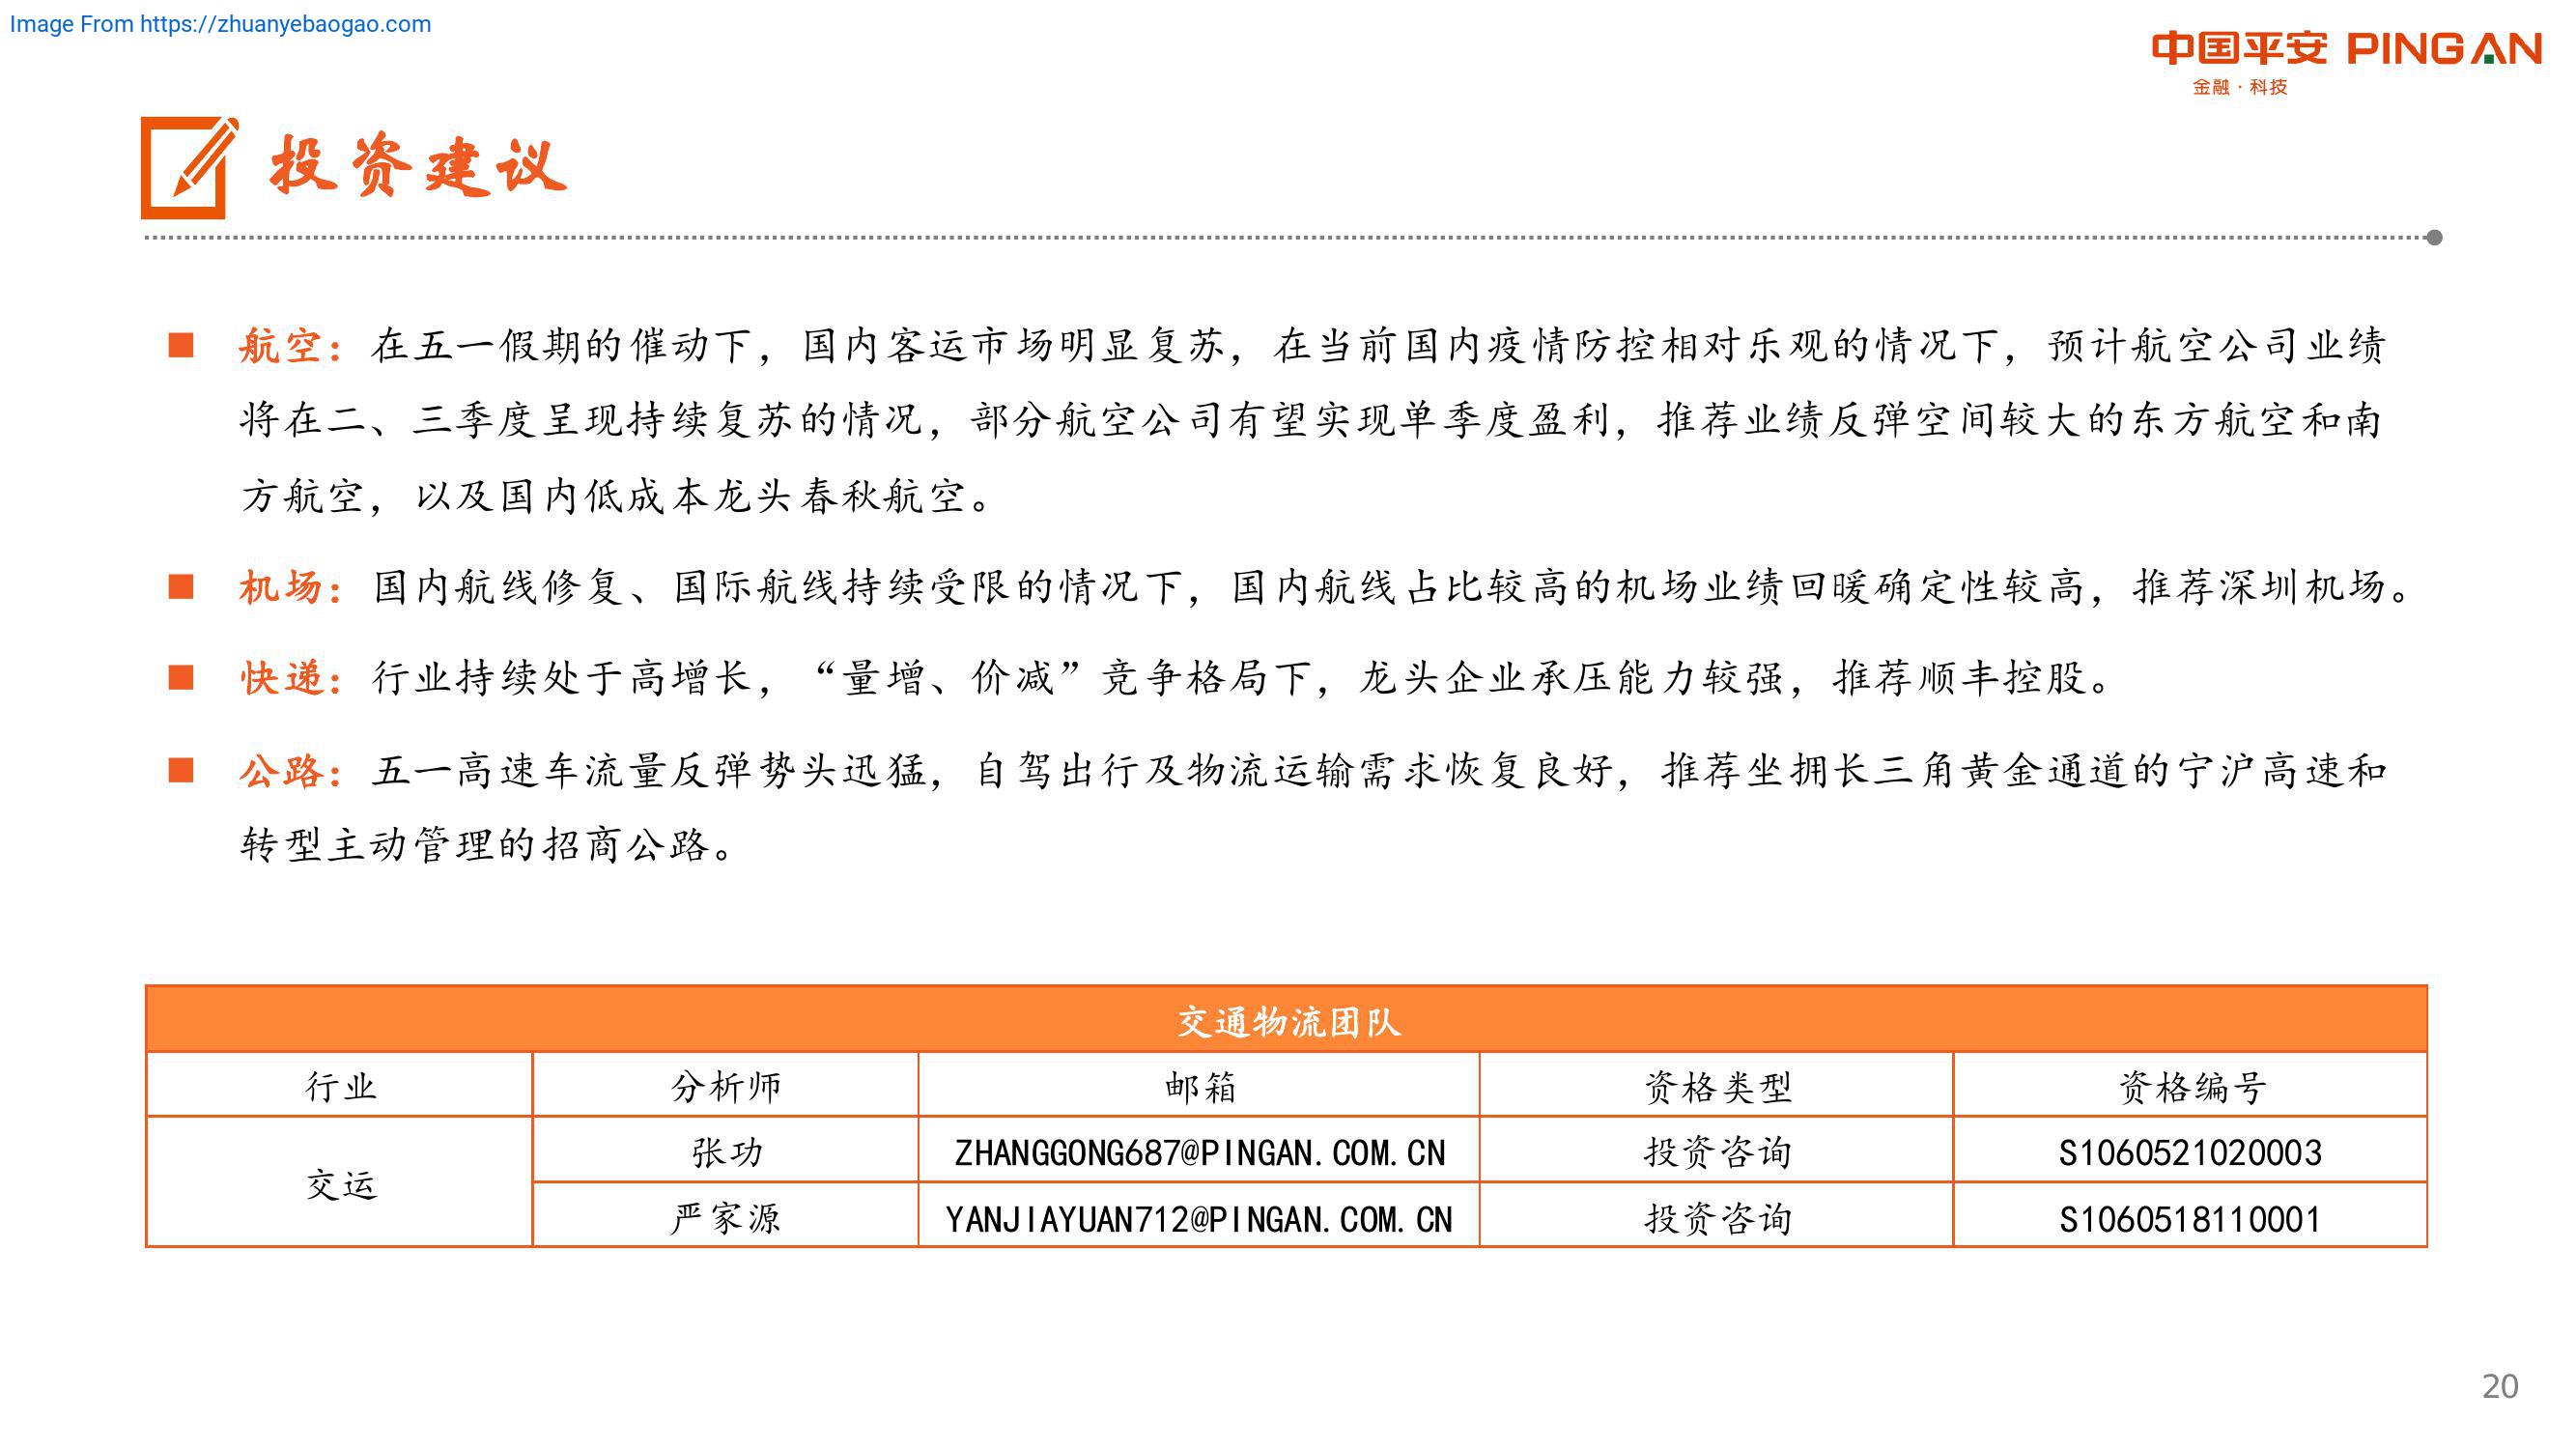 Image From https://zhuanyebaogao.com
中国平安 PINGAN
金融·科技
投资建议
航空：在五一假期的催动下，国内客运市场明显复苏，在当前国内疫情防控相对乐观的情况下，预计航空公司业绩
将在二、三季度呈现持续复苏的情况，部分航空公司有望实现单季度盈利，推荐业绩反弹空间较大的东方航空和南
方航空，以及国内低成本龙头春秋航空。
机场：国内航线修复、国际航线持续受限的情况下，国内航线占比较高的机场业绩回暖确定性较高，推荐深圳机场。
快递：行业持续处于高增长，“量增、价减”竞争格局下，龙头企业承压能力较强，推荐顺丰控股。
公路：五一高速车流量反弹势头迅猛，自驾出行及物流运输需求恢复良好，推荐坐拥长三角黄金通道的宁沪高速和
转型主动管理的招商公路。
交通物流团队
行业 分析师 邮箱 资格类型 资格编号
交运 张功 ZHANGGONG687@PINGAN.COM.CN 投资咨询 S1060521020003
严家源 YANJIAYUAN712@PINGAN.COM.CN 投资咨询 S1060518110001
20